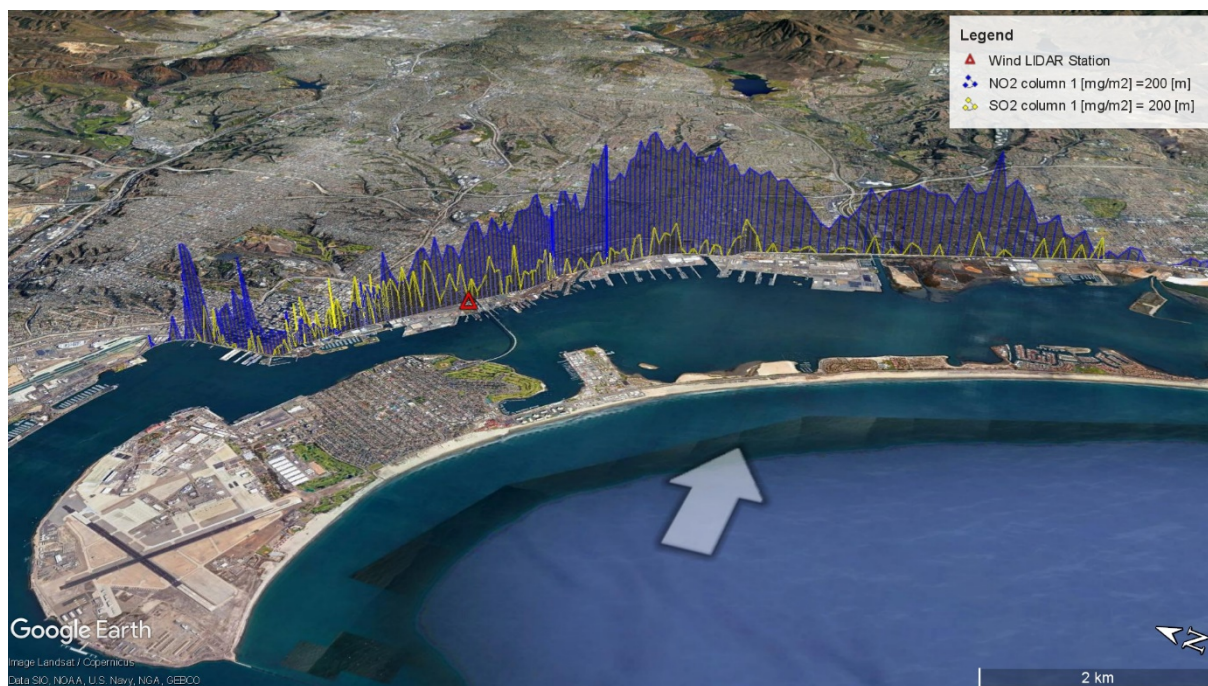 Legend
Wind LIDAR Station
NO2 column 1 [mg/m2] =200 [m]
SO2 column 1 [mg/m2] = 200 [m]
Google Earth
Image Landsat / Copernicus
Data SIO, NOAA, U.S. Navy, NGA, GEBCO
N
2 km